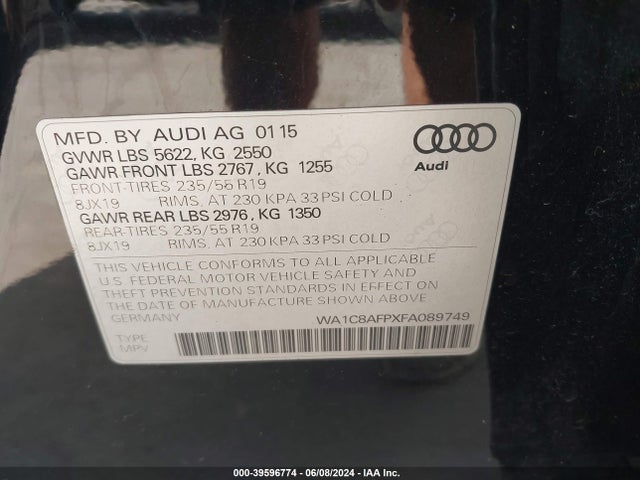 MFD. BY AUDI AG 01 15
GVWR LBS 5622, KG 2550
GAWR FRONT LBS 2767, KG 1255
FRONT-TIRES 235/55 R19
8JX19 RIMS, AT 230 KPA 33 PSI COLD
GAWR REAR LBS 2976, KG 1350
REAR-TIRES 235/55 R19
8JX19 RIMS, AT 230 KPA 33 PSI COLD
Audi
THIS VEHICLE CONFORMS TO ALL APPLICABLE
U.S. FEDERAL MOTOR VEHICLE SAFETY AND
THEFT PREVENTION STANDARDS IN EFFECT ON
THE DATE OF MANUFACTURE SHOWN ABOVE.
GERMANY WA1C8AFPXFA089749
TYPE
MPV
000-39596774 - 06/08/2024 - IAA Inc.